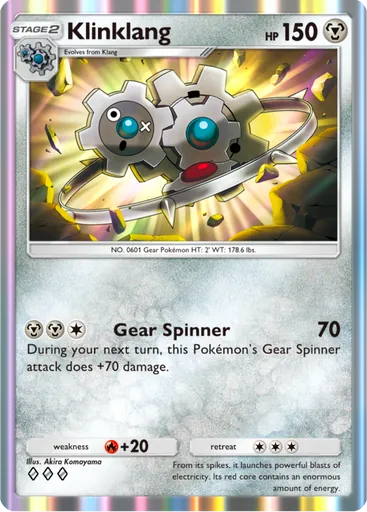 STAGE 2 Klinklang HP 150
Evolves from Klang
NO. 0601 Gear Pokémon HT: 2' WT: 178.6 lbs.
Gear Spinner 70
During your next turn, this Pokémon's Gear Spinner
attack does +70 damage.
weakness +20 retreat
Illus. Akira Komayama
From its spikes, it launches powerful blasts of
electricity. Its red core contains an enormous
amount of energy.